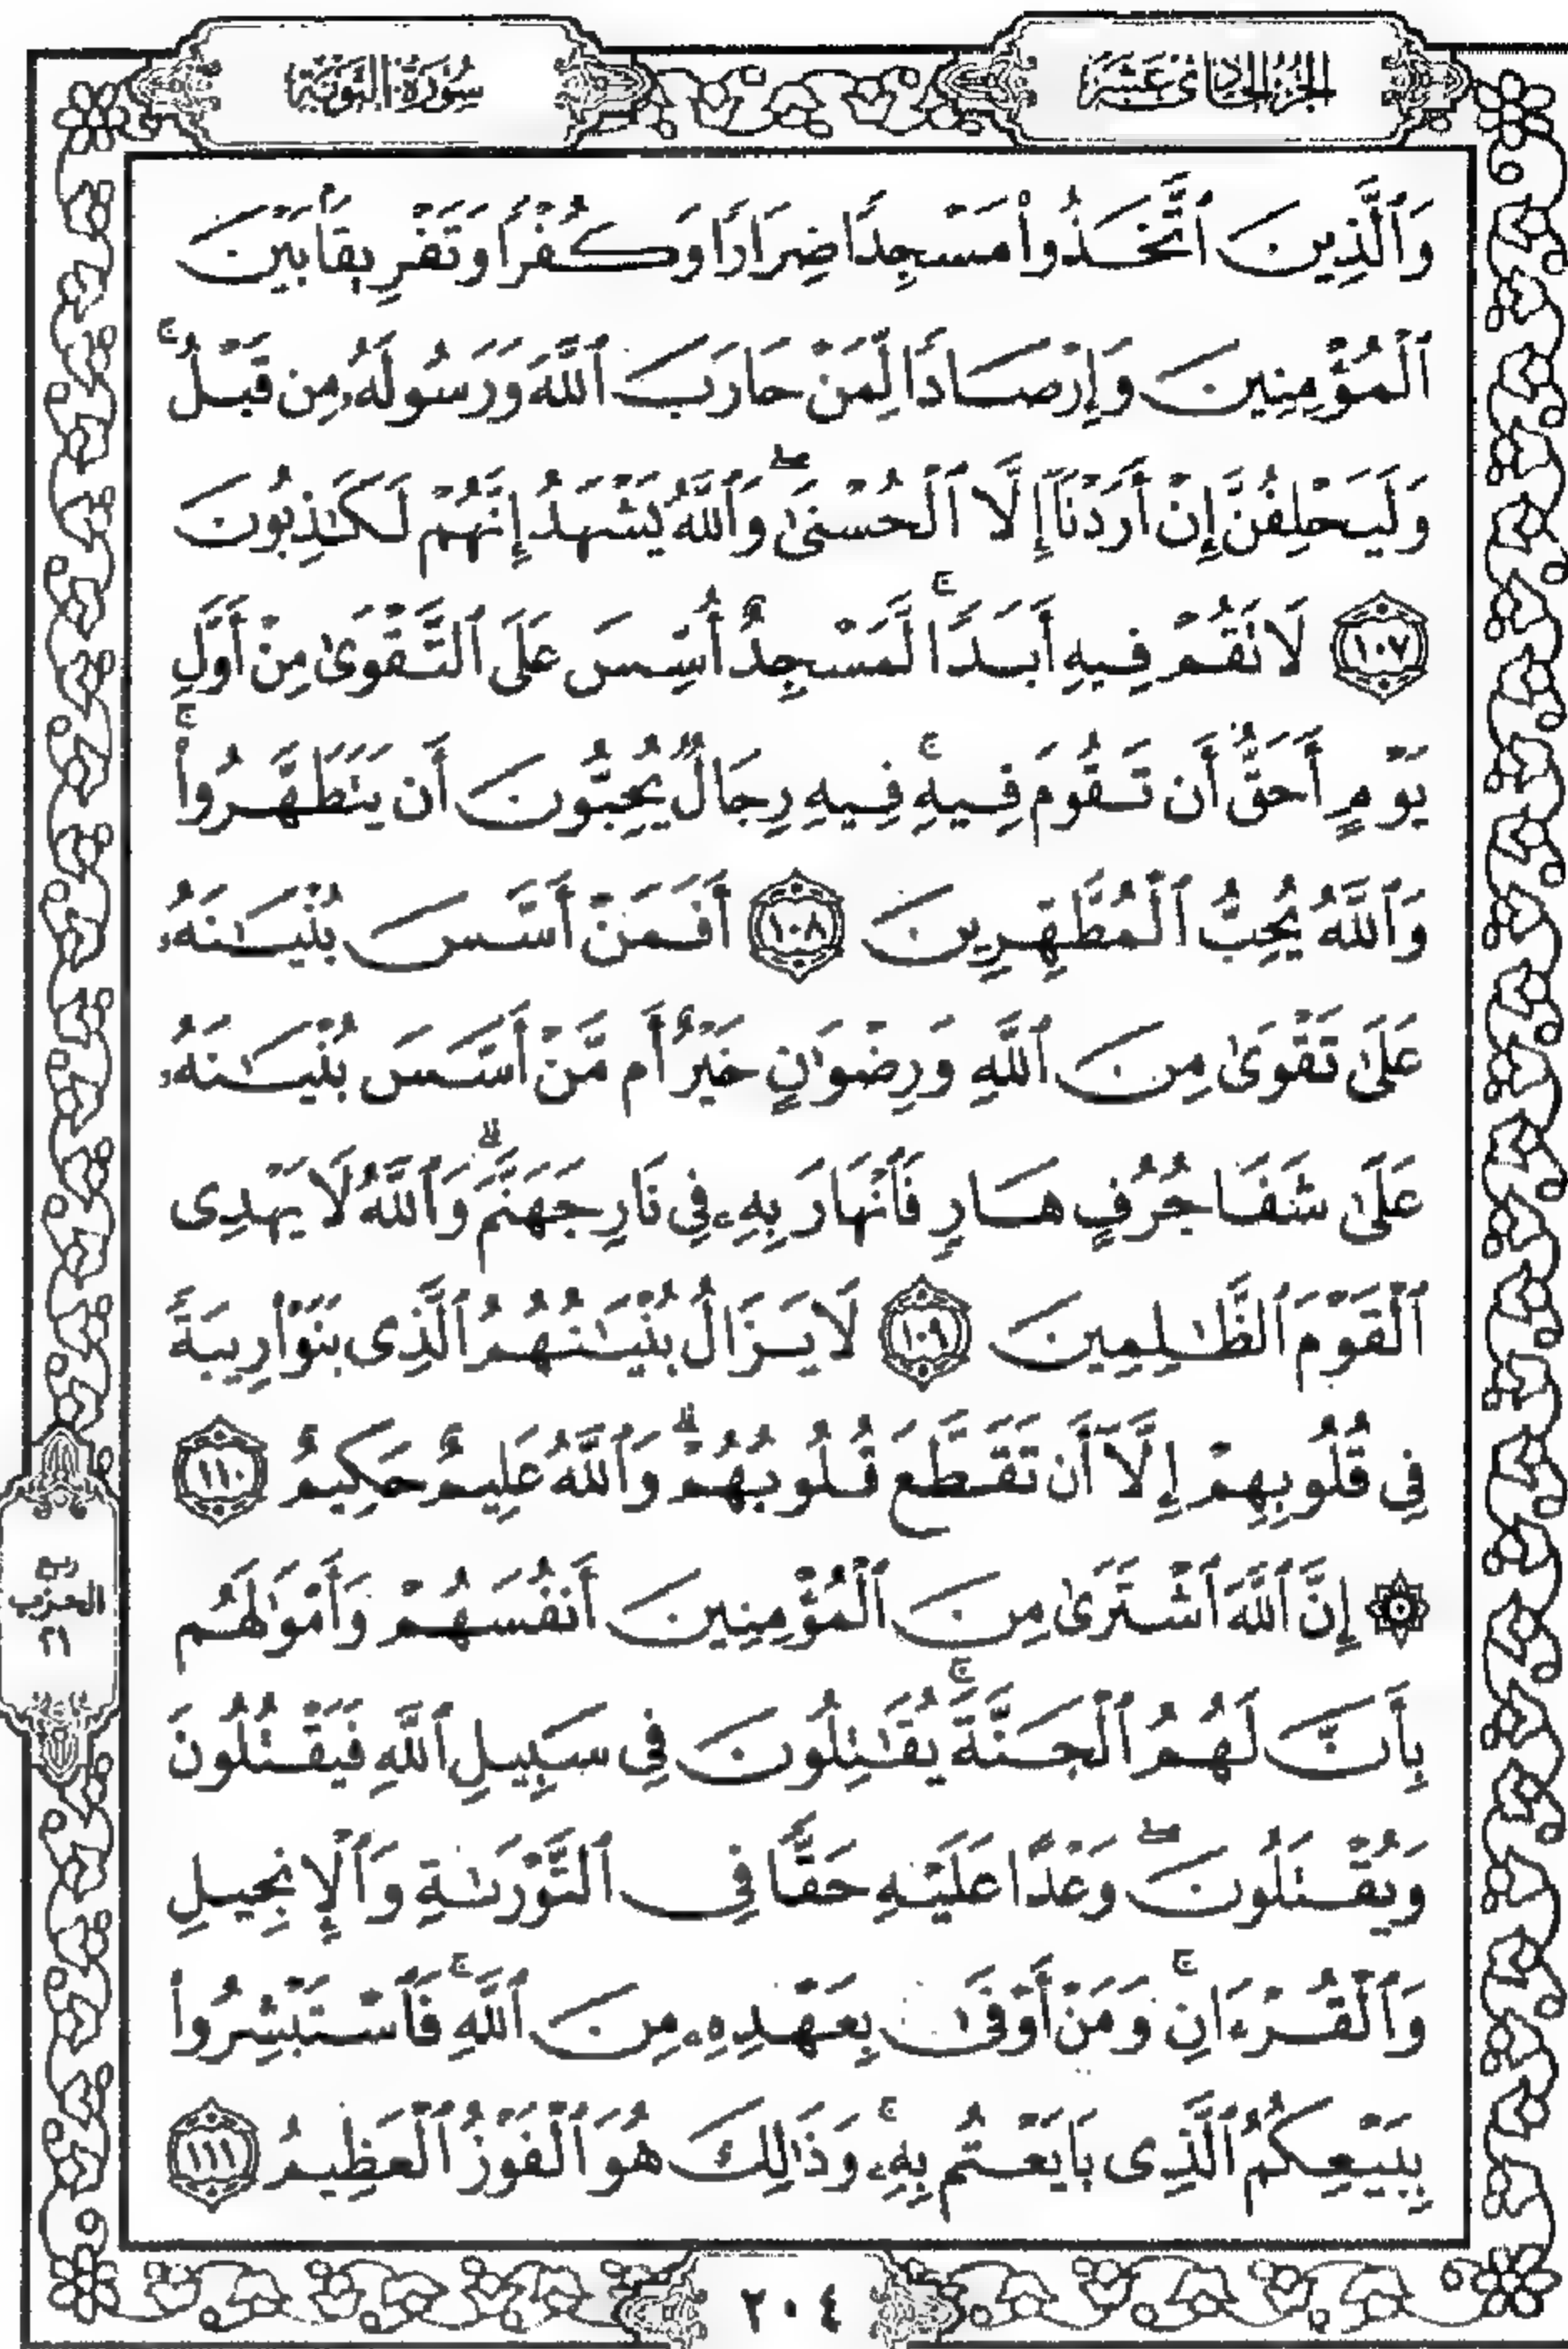 الجزء الحادي عشر
سورة التوبة
وَٱلَّذِينَ ٱتَّخَذُوا۟ مَسْجِدًا ضِرَارًا وَكُفْرًا وَتَفْرِيقًۢا بَيْنَ
ٱلْمُؤْمِنِينَ وَإِرْصَادًا لِّمَنْ حَارَبَ ٱللَّهَ وَرَسُولَهُۥ مِن قَبْلُ ۚ
وَلَيَحْلِفُنَّ إِنْ أَرَدْنَآ إِلَّا ٱلْحُسْنَىٰ ۖ وَٱللَّهُ يَشْهَدُ إِنَّهُمْ لَكَـٰذِبُونَ
١٠٧ لَا تَقُمْ فِيهِ أَبَدًا ۚ لَّمَسْجِدٌ أُسِّسَ عَلَى ٱلتَّقْوَىٰ مِنْ أَوَّلِ
يَوْمٍ أَحَقُّ أَن تَقُومَ فِيهِ ۚ فِيهِ رِجَالٌ يُحِبُّونَ أَن يَتَطَهَّرُوا۟ ۚ
وَٱللَّهُ يُحِبُّ ٱلْمُطَّهِّرِينَ ١٠٨ أَفَمَنْ أَسَّسَ بُنْيَـٰنَهُۥ
عَلَىٰ تَقْوَىٰ مِنَ ٱللَّهِ وَرِضْوَٰنٍ خَيْرٌ أَم مَّنْ أَسَّسَ بُنْيَـٰنَهُۥ
عَلَىٰ شَفَا جُرُفٍ هَارٍ فَٱنْهَارَ بِهِۦ فِى نَارِ جَهَنَّمَ ۗ وَٱللَّهُ لَا يَهْدِى
ٱلْقَوْمَ ٱلظَّـٰلِمِينَ ١٠٩ لَا يَزَالُ بُنْيَـٰنُهُمُ ٱلَّذِى بَنَوْا۟ رِيبَةً
فِى قُلُوبِهِمْ إِلَّآ أَن تَقَطَّعَ قُلُوبُهُمْ ۗ وَٱللَّهُ عَلِيمٌ حَكِيمٌ ١١٠
۞ إِنَّ ٱللَّهَ ٱشْتَرَىٰ مِنَ ٱلْمُؤْمِنِينَ أَنفُسَهُمْ وَأَمْوَٰلَهُم
بِأَنَّ لَهُمُ ٱلْجَنَّةَ ۚ يُقَـٰتِلُونَ فِى سَبِيلِ ٱللَّهِ فَيَقْتُلُونَ
وَيُقْتَلُونَ ۖ وَعْدًا عَلَيْهِ حَقًّا فِى ٱلتَّوْرَىٰةِ وَٱلْإِنجِيلِ
وَٱلْقُرْءَانِ ۚ وَمَنْ أَوْفَىٰ بِعَهْدِهِۦ مِنَ ٱللَّهِ ۚ فَٱسْتَبْشِرُوا۟
بِبَيْعِكُمُ ٱلَّذِى بَايَعْتُم بِهِۦ ۚ وَذَٰلِكَ هُوَ ٱلْفَوْزُ ٱلْعَظِيمُ ١١١
ربع
الحزب
٢١
٢٠٤